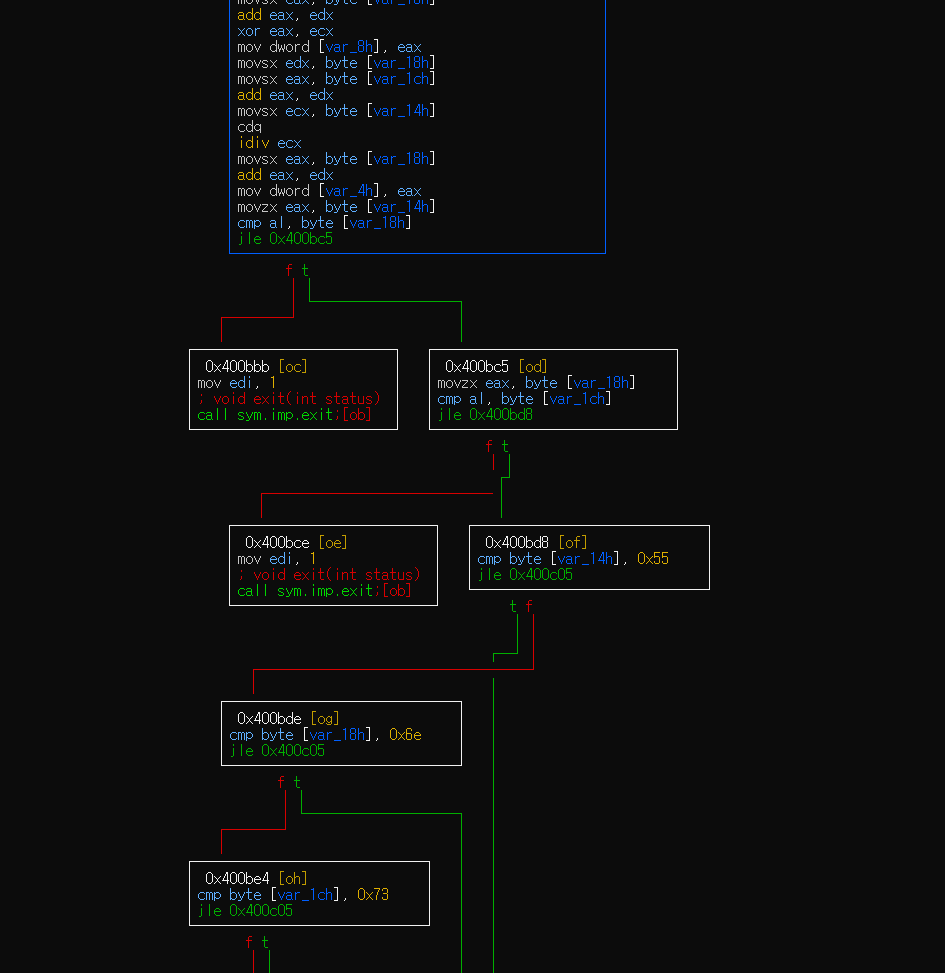 movsx eax, byte [var_18h]
add eax, edx
xor eax, ecx
mov dword [var_8h], eax
movsx edx, byte [var_18h]
movsx eax, byte [var_1ch]
add eax, edx
movsx ecx, byte [var_14h]
cdq
idiv ecx
movsx eax, byte [var_18h]
add eax, edx
mov dword [var_4h], eax
movzx eax, byte [var_14h]
cmp al, byte [var_18h]
jle 0x400bc5
f t
0x400bbb [oc]
mov edi, 1
; void exit(int status)
call sym.imp.exit;[ob]
0x400bc5 [od]
movzx eax, byte [var_18h]
cmp al, byte [var_1ch]
jle 0x400bd8
f t
0x400bce [oe]
mov edi, 1
; void exit(int status)
call sym.imp.exit;[ob]
0x400bd8 [of]
cmp byte [var_14h], 0x55
jle 0x400c05
t f
0x400bde [og]
cmp byte [var_18h], 0x6e
jle 0x400c05
f t
0x400be4 [oh]
cmp byte [var_1ch], 0x73
jle 0x400c05
f t